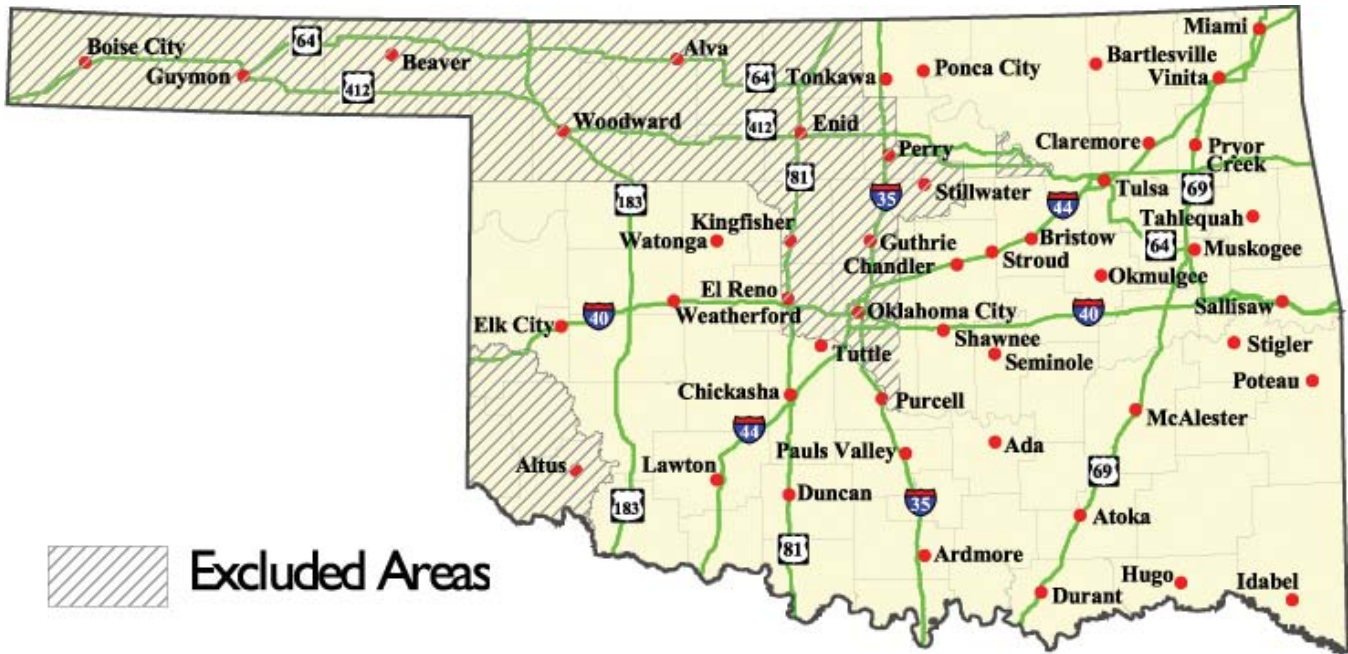 Miami
Boise City
64
Beaver
Alva
Bartlesville
Guymon
412
64
Tonkawa
Ponca City
Vinita
Woodward
412
Enid
Claremore
Pryor
Creek
Perry
81
35
Stillwater
44
Tulsa
69
183
Kingfisher
Tahlequah
Watonga
Guthrie
Bristow
64
Muskogee
Chandler
Stroud
Okmulgee
El Reno
Weatherford
Oklahoma City
40
Sallisaw
Elk City
40
Shawnee
Tuttle
Seminole
Stigler
Poteau
Chickasha
Purcell
McAlester
44
Pauls Valley
Ada
Altus
Lawton
69
183
Duncan
35
Atoka
81
Ardmore
Excluded Areas
Hugo
Idabel
Durant